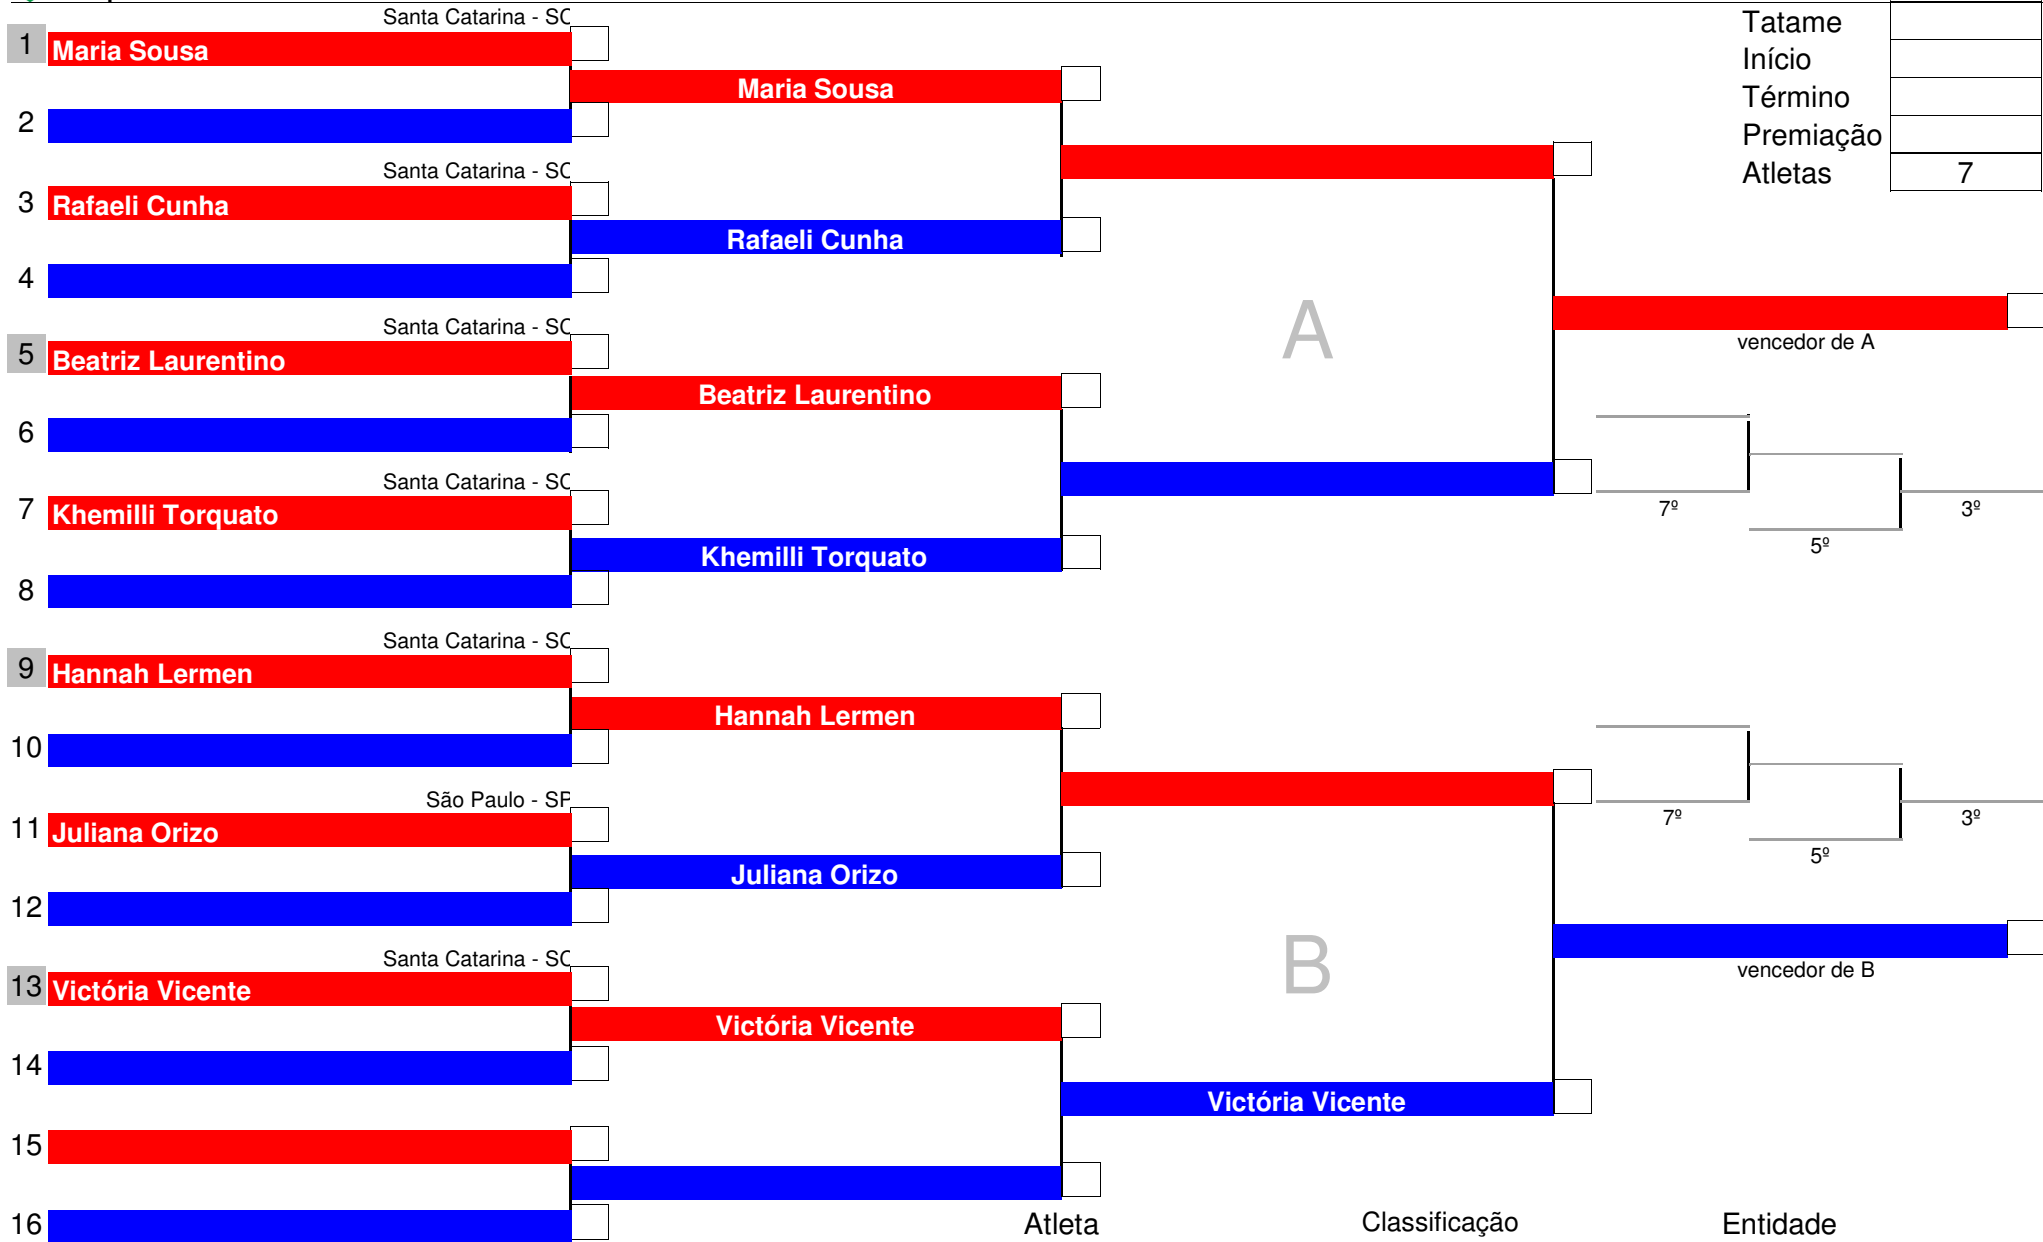 Santa Catarina - SC
Tatame
1 Maria Sousa
Início
Maria Sousa
Término
2
Premiação
Santa Catarina - SC
Atletas 7
3 Rafaeli Cunha
Rafaeli Cunha
4
Santa Catarina - SC
A
vencedor de A
5 Beatriz Laurentino
Beatriz Laurentino
6
Santa Catarina - SC
7 Khemilli Torquato
7º 3º
5º
Khemilli Torquato
8
Santa Catarina - SC
9 Hannah Lermen
Hannah Lermen
10
São Paulo - SP
7º 3º
11 Juliana Orizo
5º
Juliana Orizo
12
Santa Catarina - SC
B
vencedor de B
13 Victória Vicente
Victória Vicente
14
Victória Vicente
15
16
Atleta Classificação Entidade